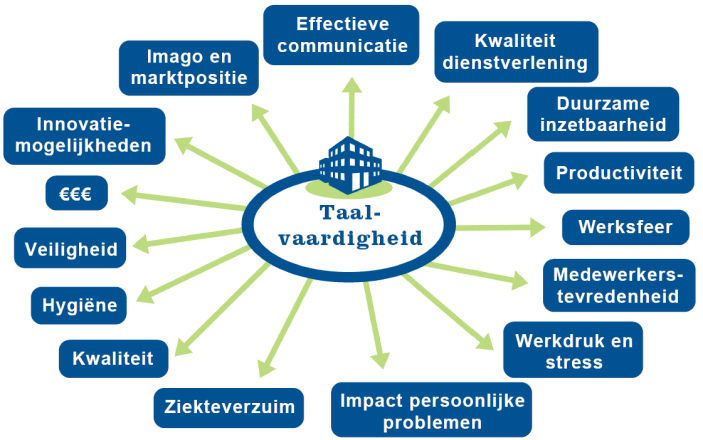 Effectieve
communicatie
Kwaliteit
dienstverlening
Imago en
marktpositie
Duurzame
inzetbaarheid
Innovatie-
mogelijkheden
Productiviteit
€€€
Taal-
vaardigheid
Werksfeer
Veiligheid
Medewerkers-
tevredenheid
Hygiëne
Werkdruk en
stress
Kwaliteit
Ziekteverzuim
Impact persoonlijke
problemen